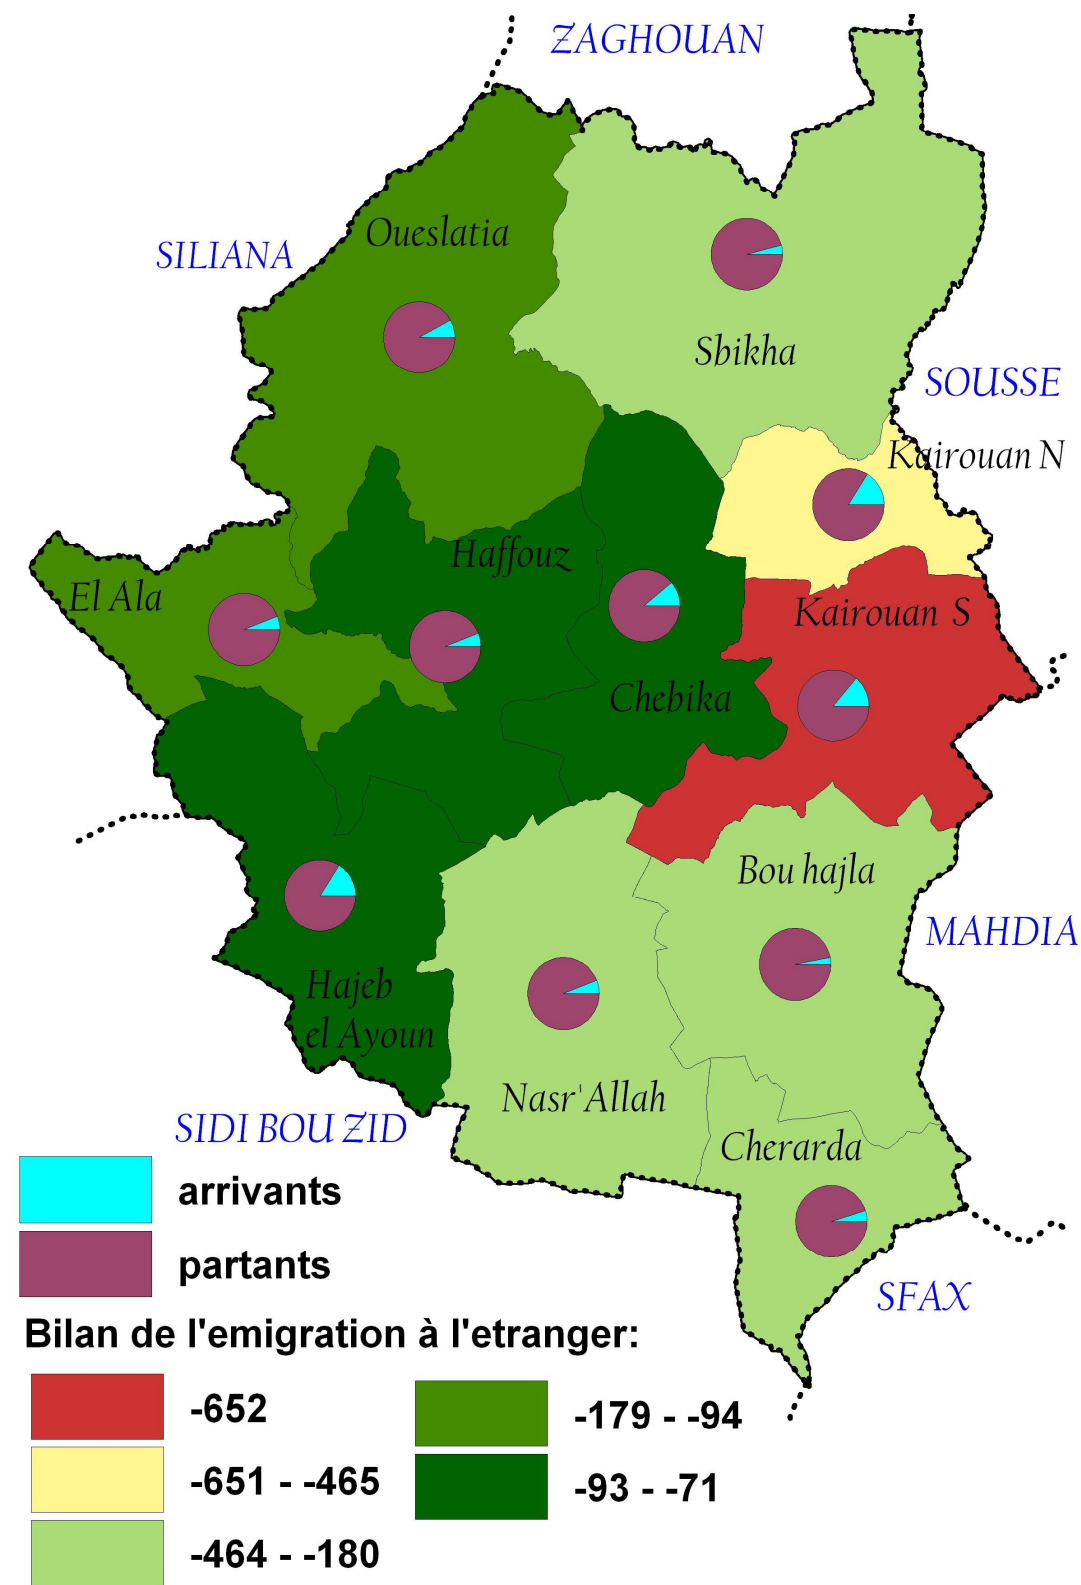 ZAGHOUAN
Oueslatia
SILIANA
Sbikha
SOUSSE
Kairouan N
Haffouz
El Ala
Kairouan S
Chebika
Bou hajla
MAHDIA
Hajeb
el Ayoun
Nasr'Allah
SIDI BOU ZID
Cherarda
SFAX
arrivants
partants
Bilan de l'emigration à l'etranger:
-652
-651 - -465
-464 - -180
-179 - -94
-93 - -71